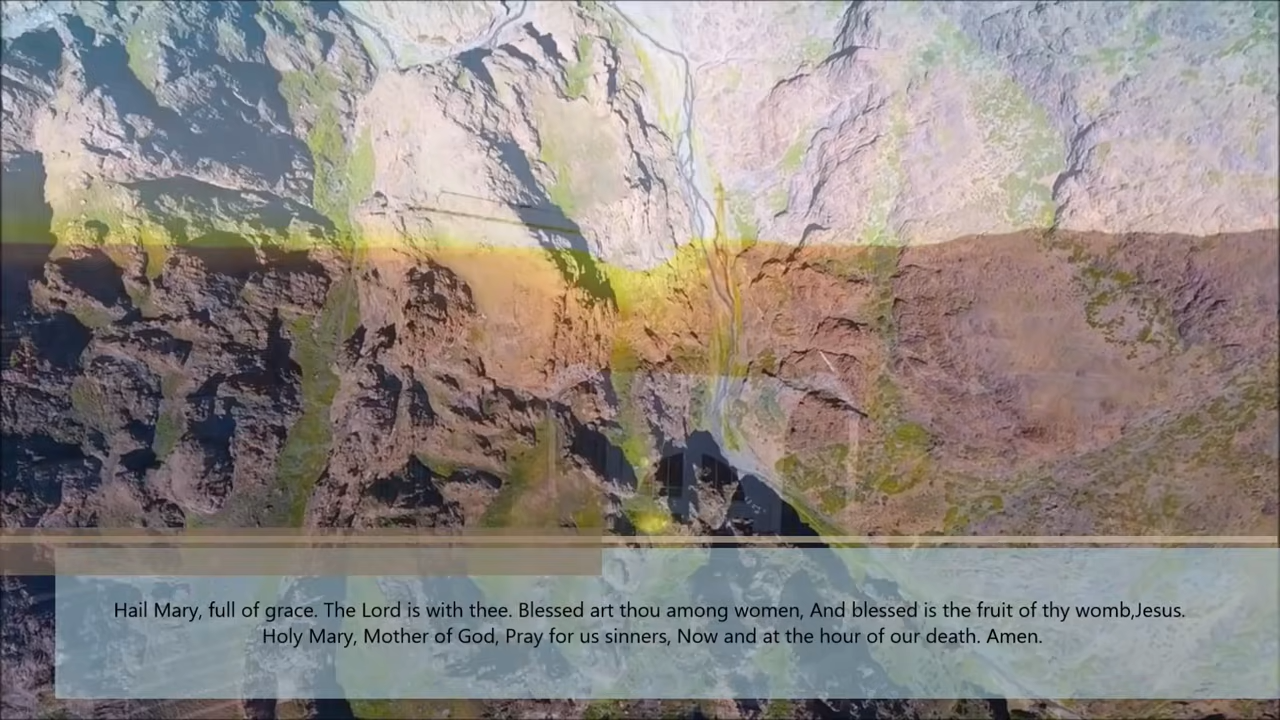 Hail Mary, full of grace. The Lord is with thee. Blessed art thou among women, And blessed is the fruit of thy womb,Jesus.
Holy Mary, Mother of God, Pray for us sinners, Now and at the hour of our death. Amen.